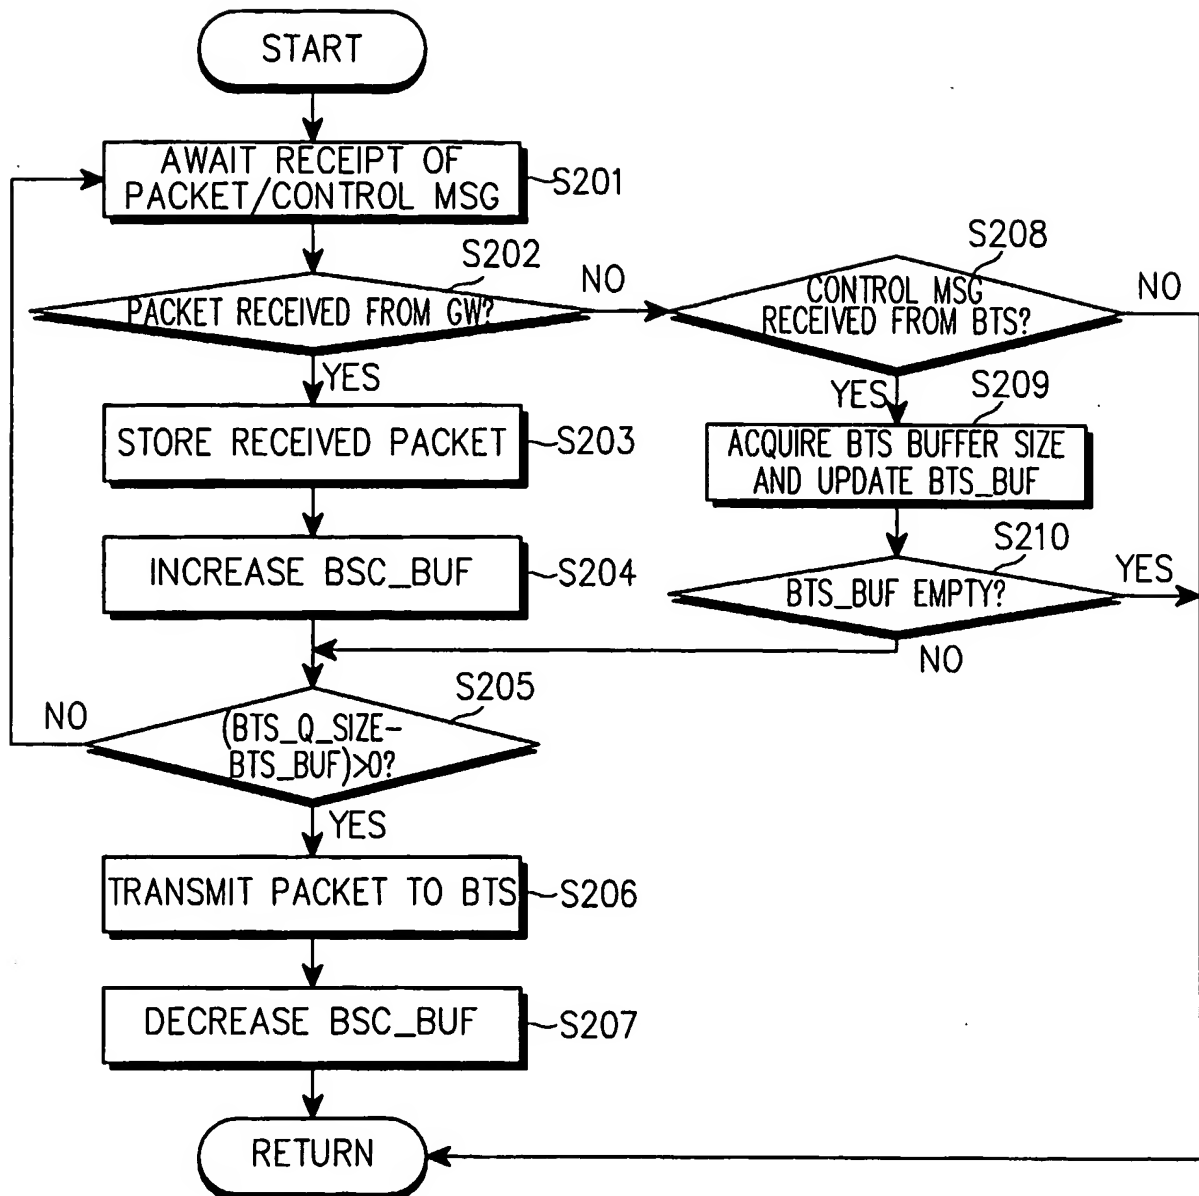 START
AWAIT RECEIPT OF
PACKET/CONTROL MSG
S201
S202
PACKET RECEIVED FROM GW?
NO
YES
S208
CONTROL MSG
RECEIVED FROM BTS?
NO
YES
S209
ACQUIRE BTS BUFFER SIZE
AND UPDATE BTS_BUF
STORE RECEIVED PACKET
S203
INCREASE BSC_BUF
S204
S210
BTS_BUF EMPTY?
YES
NO
S205
NO
(BTS_Q_SIZE-
BTS_BUF)>0?
YES
TRANSMIT PACKET TO BTS
S206
DECREASE BSC_BUF
S207
RETURN